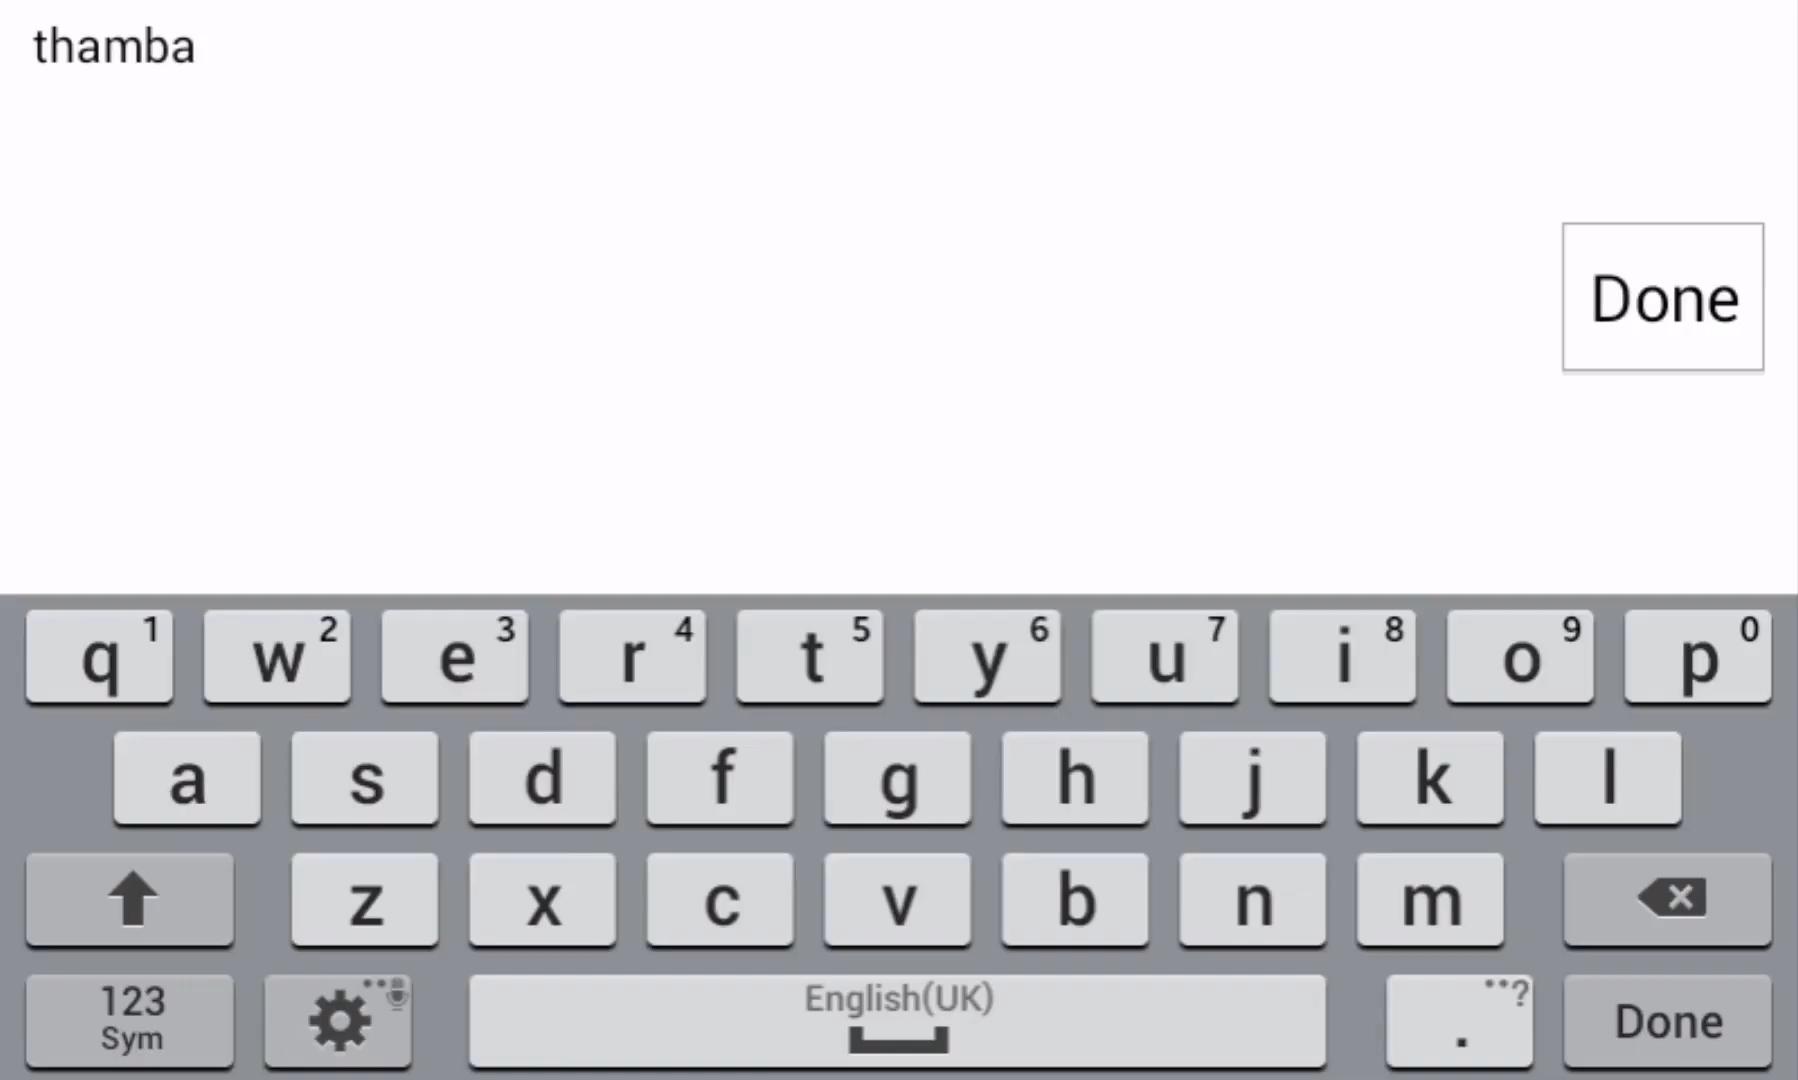 thamba
Done
q 1 w 2 e 3 r 4 t 5 y 6 u 7 i 8 o 9 p 0
a s d f g h j k l
z x c v b n m
123 Sym English(UK) . ? Done